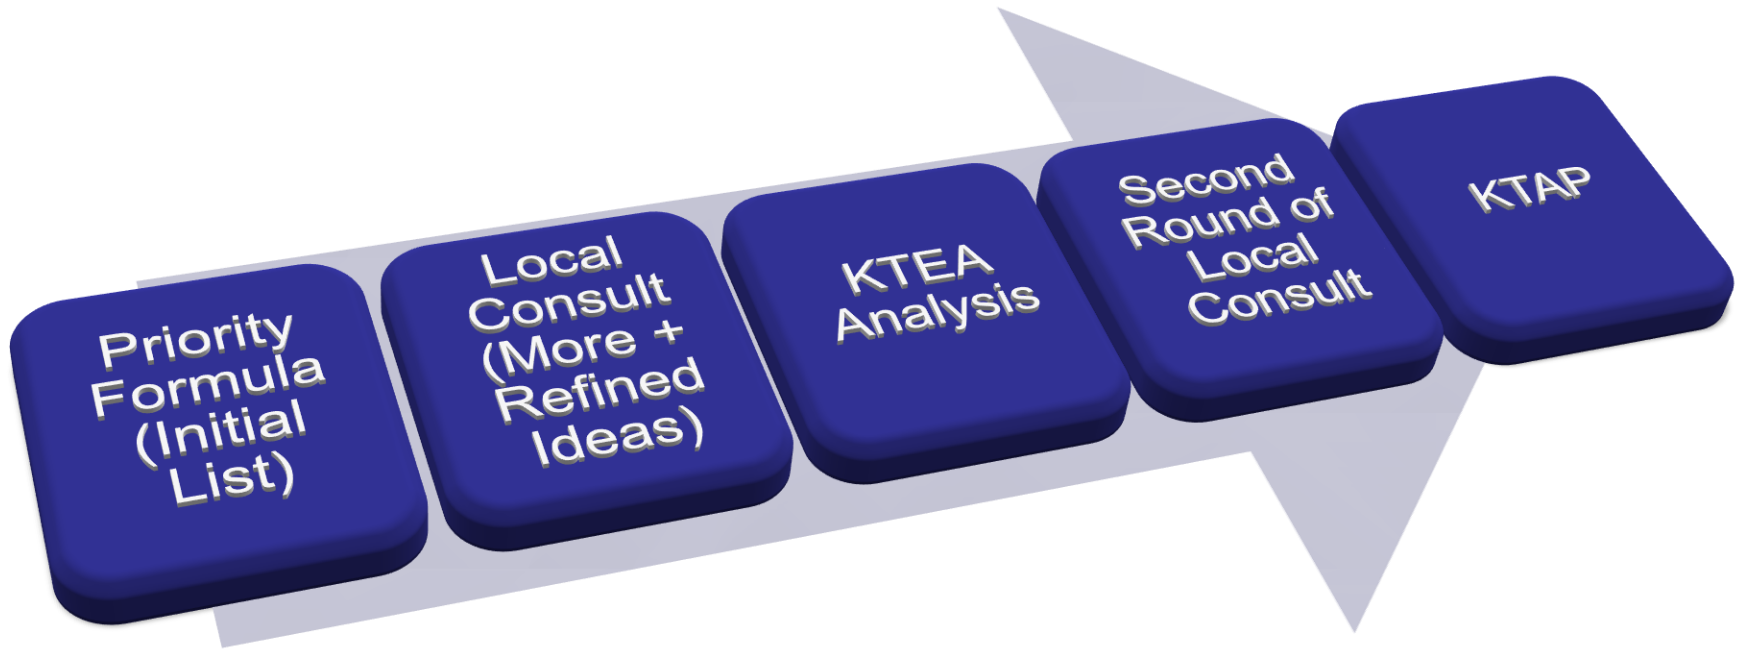 Priority
Formula
(Initial
List)
Local
Consult
(More +
Refined
Ideas)
KTEA
Analysis
Second
Round of
Local
Consult
KTAP